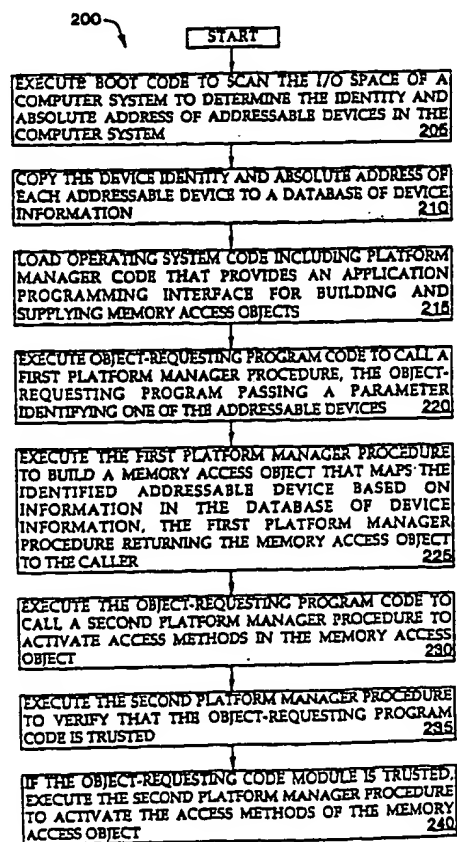 200
START
EXECUTE BOOT CODE TO SCAN THE I/O SPACE OF A
COMPUTER SYSTEM TO DETERMINE THE IDENTITY AND
ABSOLUTE ADDRESS OF ADDRESSABLE DEVICES IN THE
COMPUTER SYSTEM 205
COPY THE DEVICE IDENTITY AND ABSOLUTE ADDRESS OF
EACH ADDRESSABLE DEVICE TO A DATABASE OF DEVICE
INFORMATION 210
LOAD OPERATING SYSTEM CODE INCLUDING PLATFORM
MANAGER CODE THAT PROVIDES AN APPLICATION
PROGRAMMING INTERFACE FOR BUILDING AND
SUPPLYING MEMORY ACCESS OBJECTS 215
EXECUTE OBJECT-REQUESTING PROGRAM CODE TO CALL A
FIRST PLATFORM MANAGER PROCEDURE, THE OBJECT-
REQUESTING PROGRAM PASSING A PARAMETER
IDENTIFYING ONE OF THE ADDRESSABLE DEVICES 220
EXECUTE THE FIRST PLATFORM MANAGER PROCEDURE
TO BUILD A MEMORY ACCESS OBJECT THAT MAPS THE
IDENTIFIED ADDRESSABLE DEVICE BASED ON
INFORMATION IN THE DATABASE OF DEVICE
INFORMATION, THE FIRST PLATFORM MANAGER
PROCEDURE RETURNING THE MEMORY ACCESS OBJECT
TO THE CALLER 225
EXECUTE THE OBJECT-REQUESTING PROGRAM CODE TO
CALL A SECOND PLATFORM MANAGER PROCEDURE TO
ACTIVATE ACCESS METHODS IN THE MEMORY ACCESS
OBJECT 230
EXECUTE THE SECOND PLATFORM MANAGER PROCEDURE
TO VERIFY THAT THE OBJECT-REQUESTING PROGRAM
CODE IS TRUSTED 235
IF THE OBJECT-REQUESTING CODE MODULE IS TRUSTED,
EXECUTE THE SECOND PLATFORM MANAGER PROCEDURE
TO ACTIVATE THE ACCESS METHODS OF THE MEMORY
ACCESS OBJECT 240